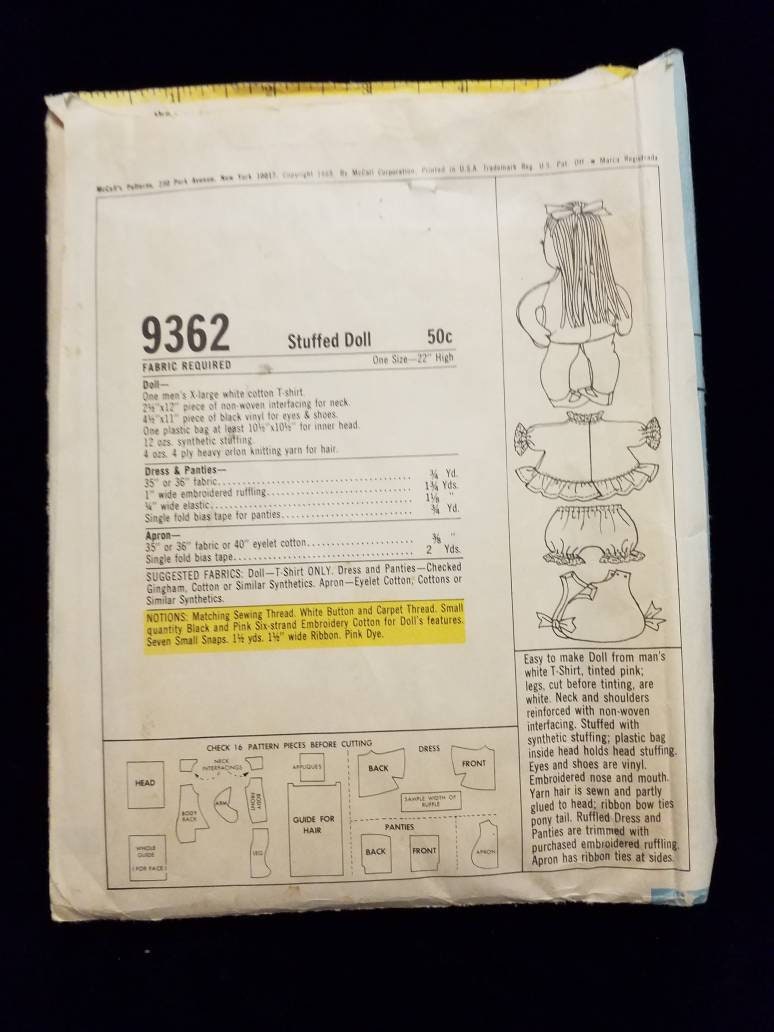 McCall's Patterns, 230 Park Avenue, New York 10017. Copyright By McCall Corporation. Printed in U.S.A. Trademark Reg. U.S. Pat. Off. Marca Registrada
9362 Stuffed Doll 50c
FABRIC REQUIRED One Size—22" High
Doll—
One men's X-large white cotton T-shirt.
2½"x12" piece of non-woven interfacing for neck.
4½"x11" piece of black vinyl for eyes & shoes.
One plastic bag at least 10½"x10½" for inner head.
12 ozs. synthetic stuffing.
4 ozs. 4 ply heavy orlon knitting yarn for hair.
Dress & Panties—
35" or 36" fabric ¾ Yd.
1" wide embroidered ruffling 1¾ Yds.
¼" wide elastic 1⅛ "
Single fold bias tape for panties ¾ Yd.
Apron—
35" or 36" fabric or 40" eyelet cotton ⅜ "
Single fold bias tape 2 Yds.
SUGGESTED FABRICS: Doll—T-Shirt ONLY. Dress and Panties—Checked
Gingham, Cotton or Similar Synthetics. Apron—Eyelet Cotton; Cottons or
Similar Synthetics.
NOTIONS: Matching Sewing Thread. White Button and Carpet Thread. Small
quantity Black and Pink Six-strand Embroidery Cotton for Doll's features.
Seven Small Snaps. 1½ yds. 1½" wide Ribbon. Pink Dye.
Easy to make Doll from man's
white T-Shirt, tinted pink;
legs, cut before tinting, are
white. Neck and shoulders
reinforced with non-woven
interfacing. Stuffed with
synthetic stuffing; plastic bag
inside head holds head stuffing.
Eyes and shoes are vinyl.
Embroidered nose and mouth.
Yarn hair is sewn and partly
glued to head; ribbon bow ties
pony tail. Ruffled Dress and
Panties are trimmed with
purchased embroidered ruffling.
Apron has ribbon ties at sides.
CHECK 16 PATTERN PIECES BEFORE CUTTING
HEAD
NECK
INTERFACINGS
BODY
BACK
ARM
BODY
FRONT
LEG
WHOLE
GUIDE
(FOR FACE)
APPLIQUES
GUIDE FOR
HAIR
DRESS
BACK
FRONT
SAMPLE WIDTH OF
RUFFLE
PANTIES
BACK
FRONT
APRON